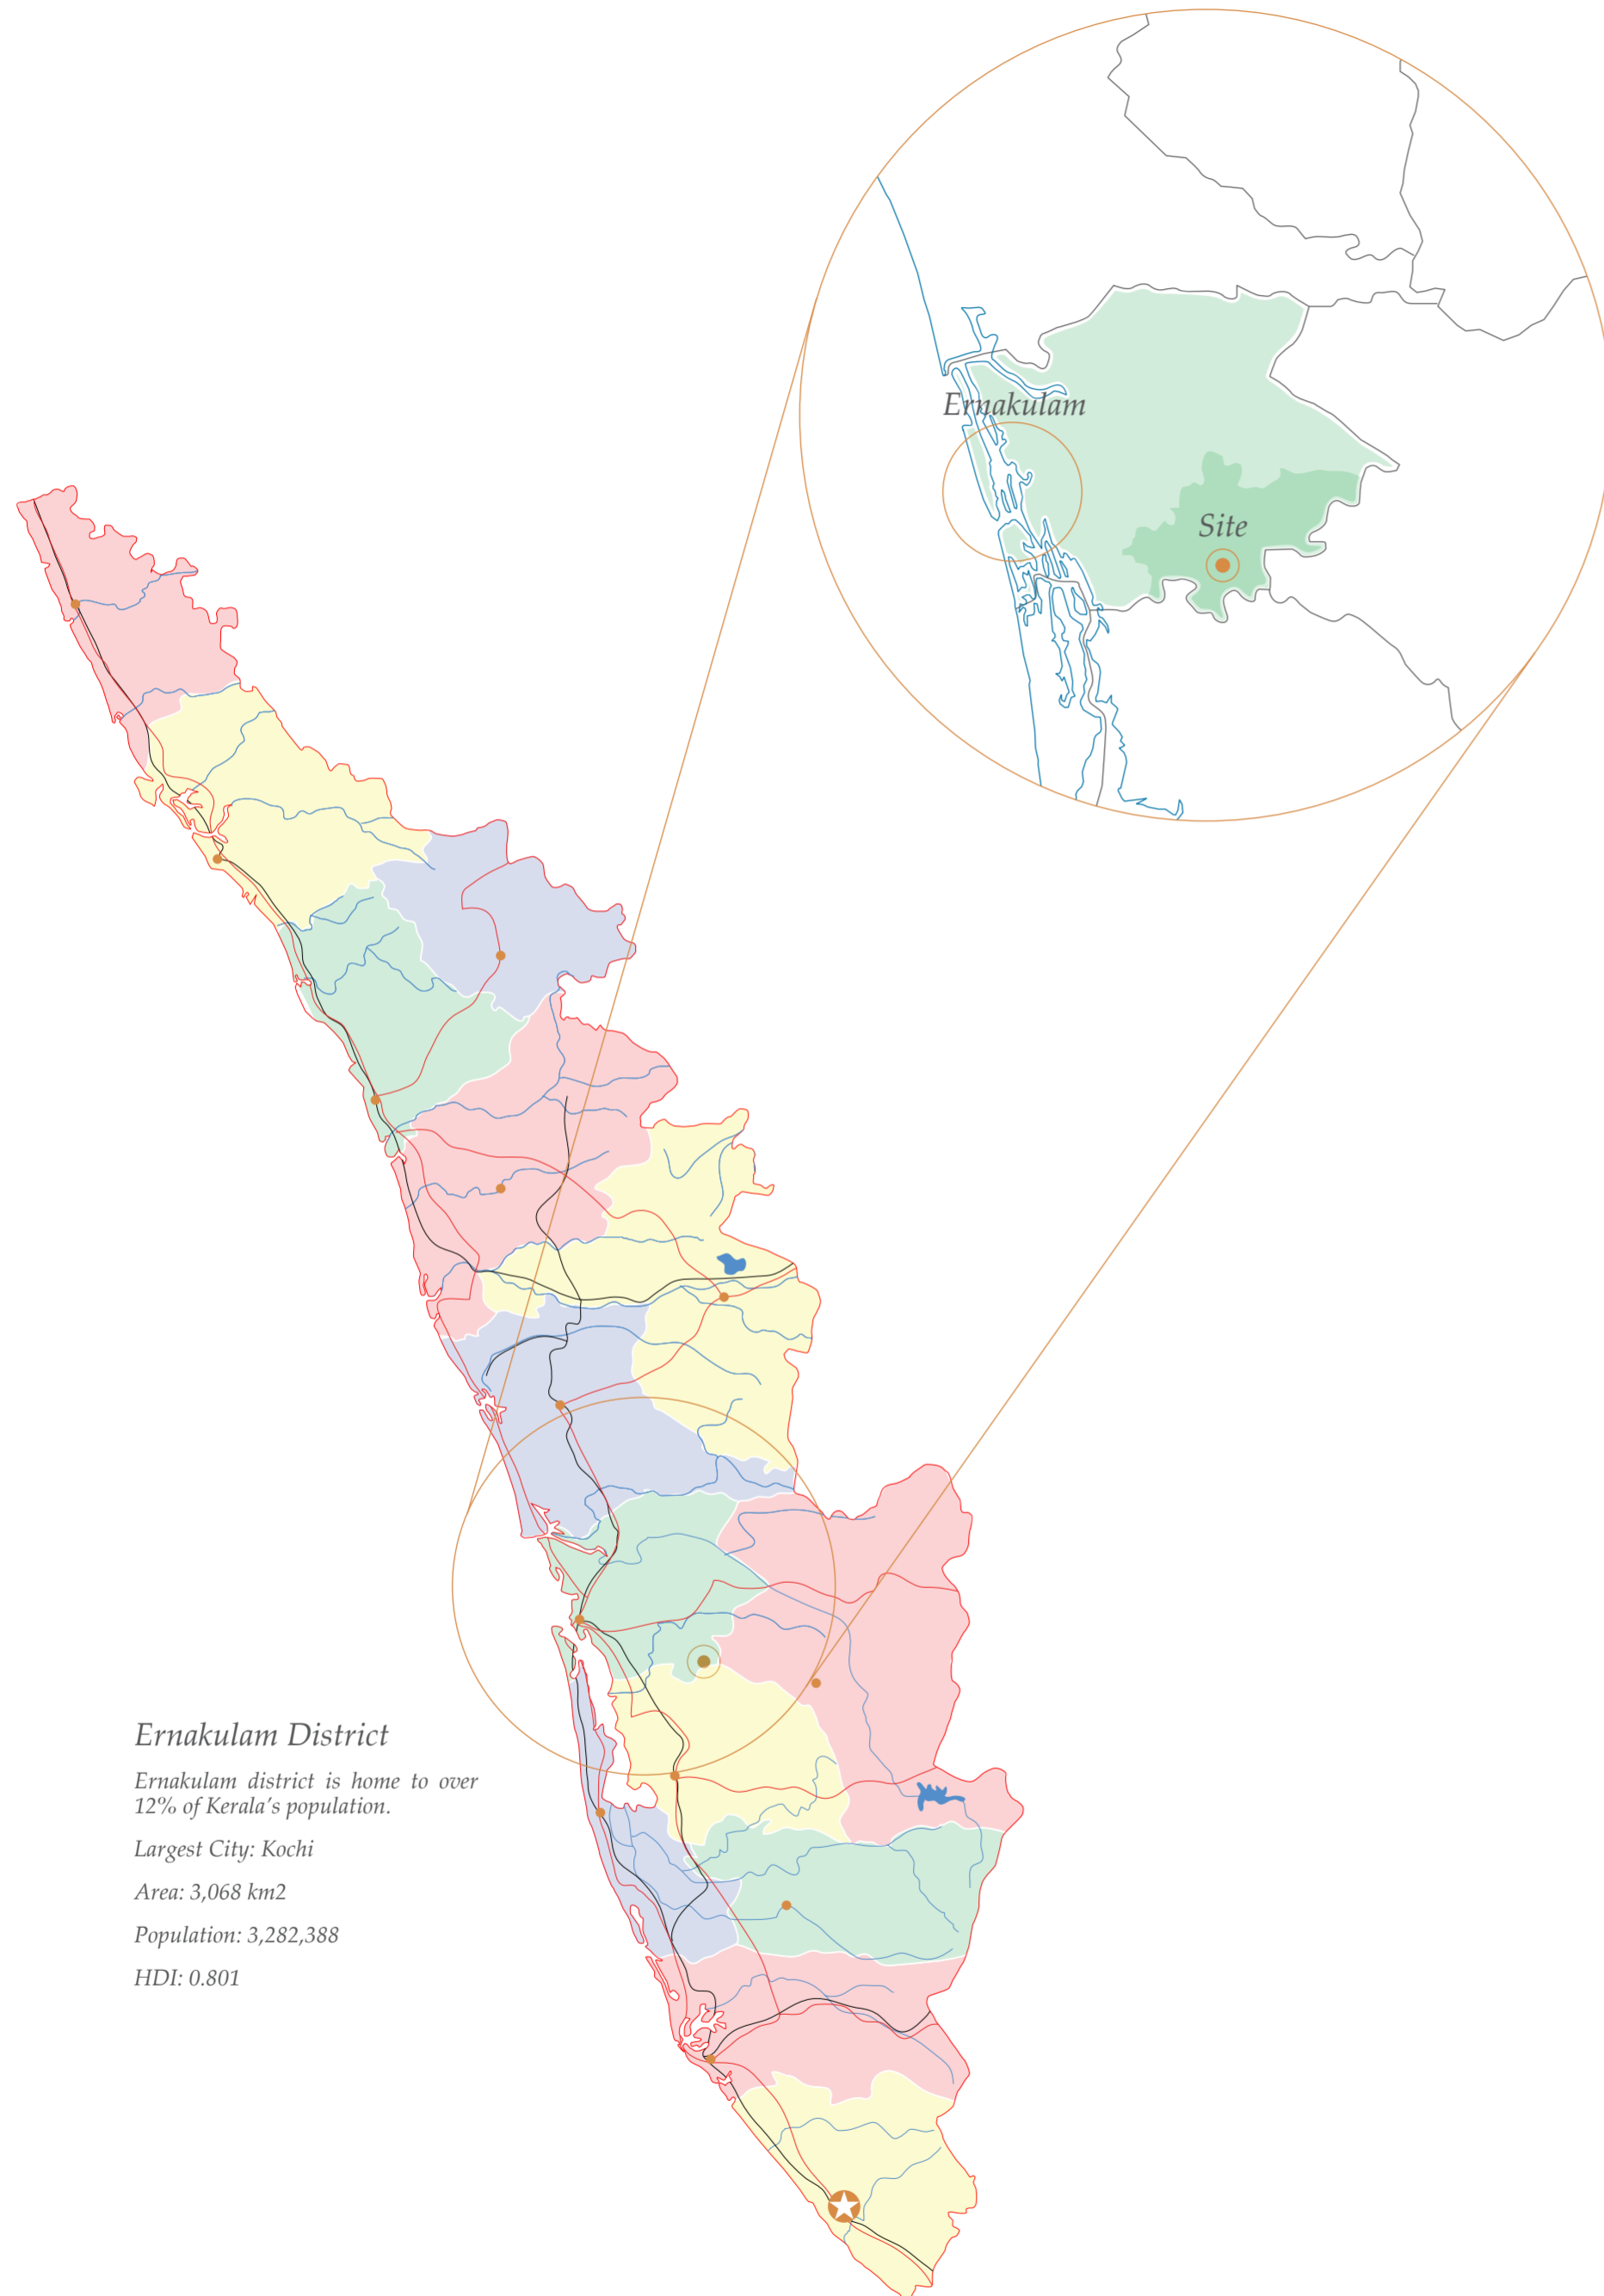 Ernakulam
Site
Ernakulam District
Ernakulam district is home to over
12% of Kerala's population.
Largest City: Kochi
Area: 3,068 km2
Population: 3,282,388
HDI: 0.801